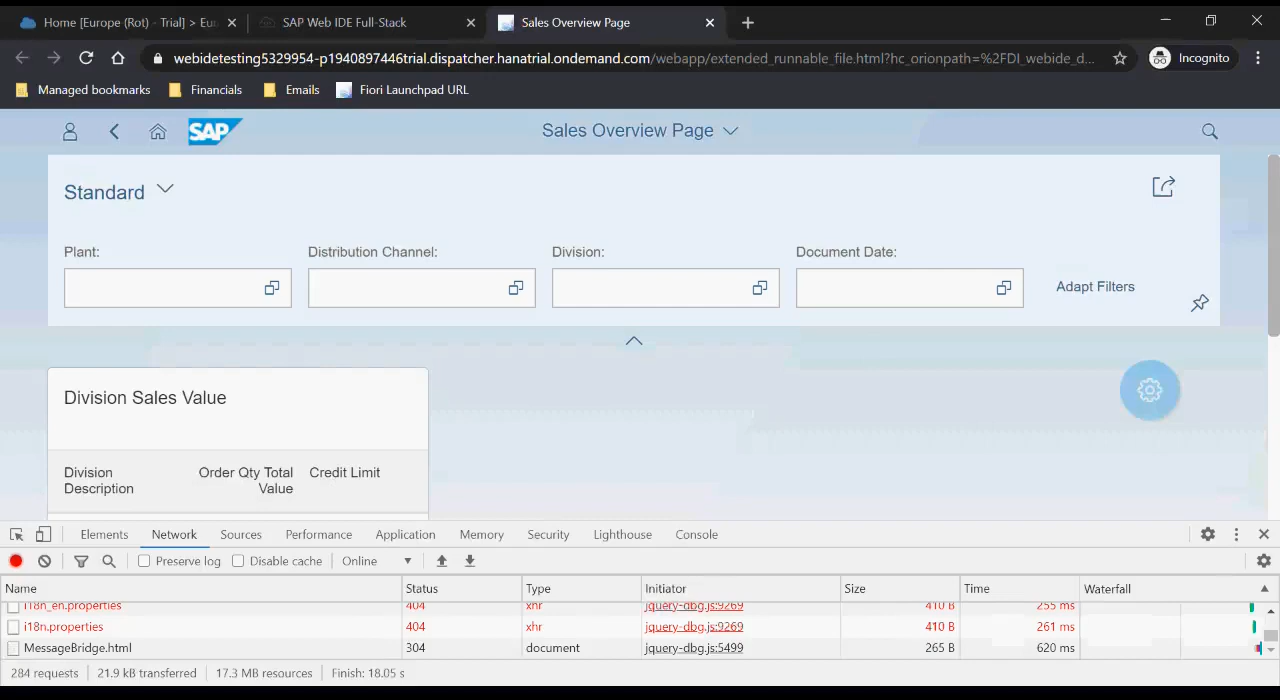 Home [Europe (Rot) - Trial] > Eu
SAP Web IDE Full-Stack
Sales Overview Page
webidetesting5329954-p1940897446trial.dispatcher.hanatrial.ondemand.com/webapp/extended_runnable_file.html?hc_orionpath=%2FDI_webide_d...
Incognito
Managed bookmarks
Financials
Emails
Fiori Launchpad URL
SAP
Sales Overview Page
Standard
Plant:
Distribution Channel:
Division:
Document Date:
Adapt Filters
Division Sales Value
Division Description
Order Qty Total Value
Credit Limit
Elements Network Sources Performance Application Memory Security Lighthouse Console
Preserve log Disable cache Online
Name Status Type Initiator Size Time Waterfall
i18n_en.properties 404 xhr jquery-dbg.js:9269 410 B 255 ms
i18n.properties 404 xhr jquery-dbg.js:9269 410 B 261 ms
MessageBridge.html 304 document jquery-dbg.js:5499 265 B 620 ms
284 requests 21.9 kB transferred 17.3 MB resources Finish: 18.05 s